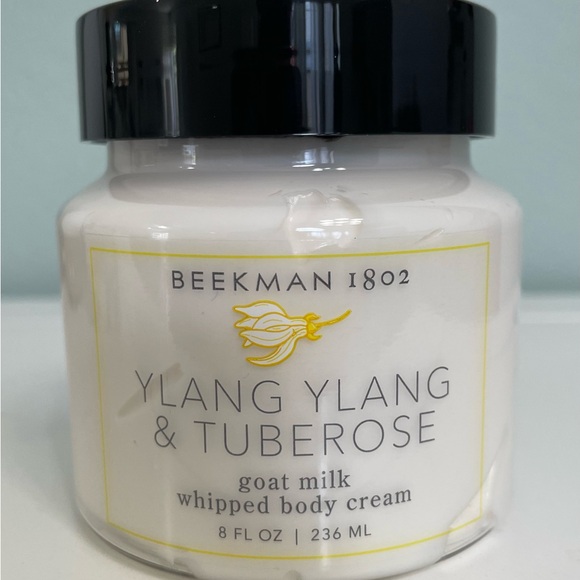 BEEKMAN 1802
YLANG YLANG
& TUBEROSE
goat milk
whipped body cream
8 FL OZ | 236 ML